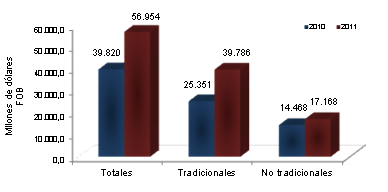 56.954
2010 2011
60.000,0
50.000,0
40.000,0
30.000,0
20.000,0
10.000,0
0,0
Millones de dólares
FOB
39.820
39.786
25.351
14.468
17.168
Totales
Tradicionales
No tradicionales